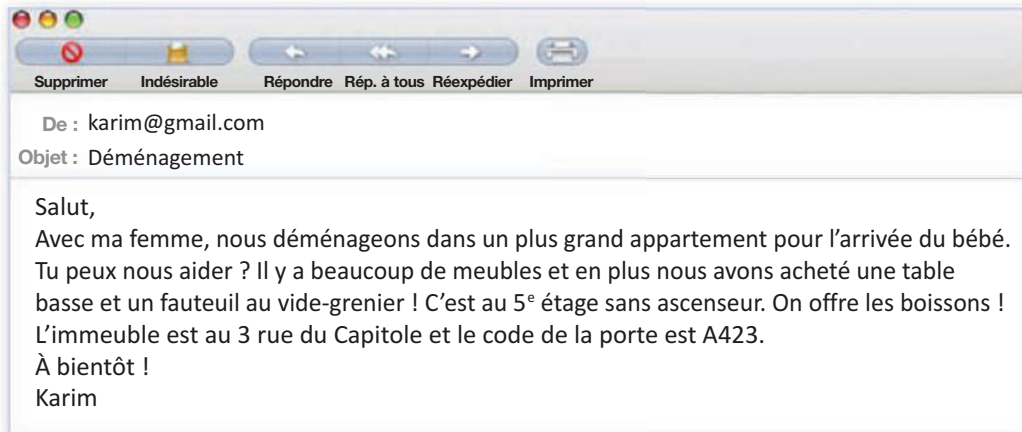 Supprimer Indésirable Répondre Rép. à tous Réexpédier Imprimer
De : karim@gmail.com
Objet : Déménagement
Salut,
Avec ma femme, nous déménageons dans un plus grand appartement pour l’arrivée du bébé.
Tu peux nous aider ? Il y a beaucoup de meubles et en plus nous avons acheté une table
basse et un fauteuil au vide-grenier ! C’est au 5e étage sans ascenseur. On offre les boissons !
L’immeuble est au 3 rue du Capitole et le code de la porte est A423.
À bientôt !
Karim